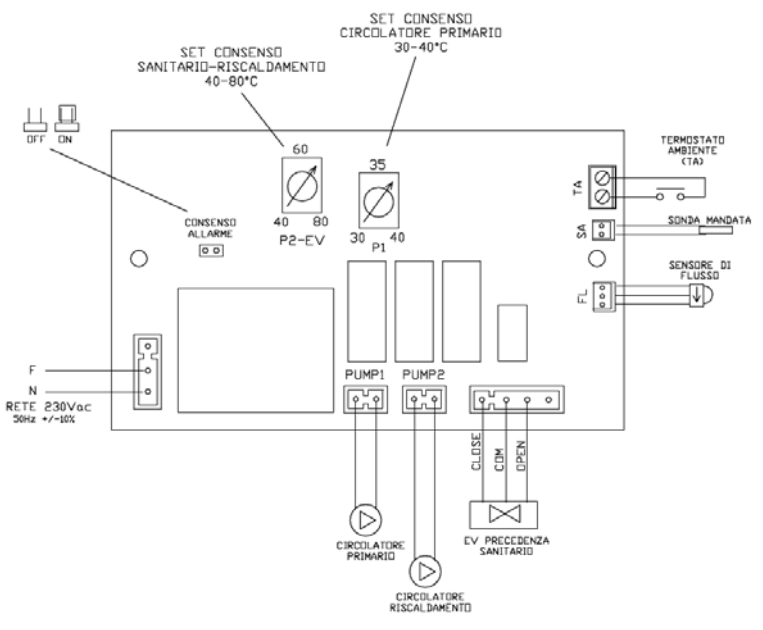 SET CONSENSO
CIRCOLATORE PRIMARIO
30-40°C
SET CONSENSO
SANITARIO-RISCALDAMENTO
40-80°C
OFF ON
CONSENSO
ALLARME
60
40 80
P2-EV
35
30 40
P1
TA
TERMOSTATO
AMBIENTE
(TA)
SA
SONDA MANDATA
FL
SENSORE DI
FLUSSO
F
N
RETE 230Vac
50Hz +/-10%
PUMP1 PUMP2
CLOSE
COM
OPEN
CIRCOLATORE
PRIMARIO
EV PRECEDENZA
SANITARIO
CIRCOLATORE
RISCALDAMENTO